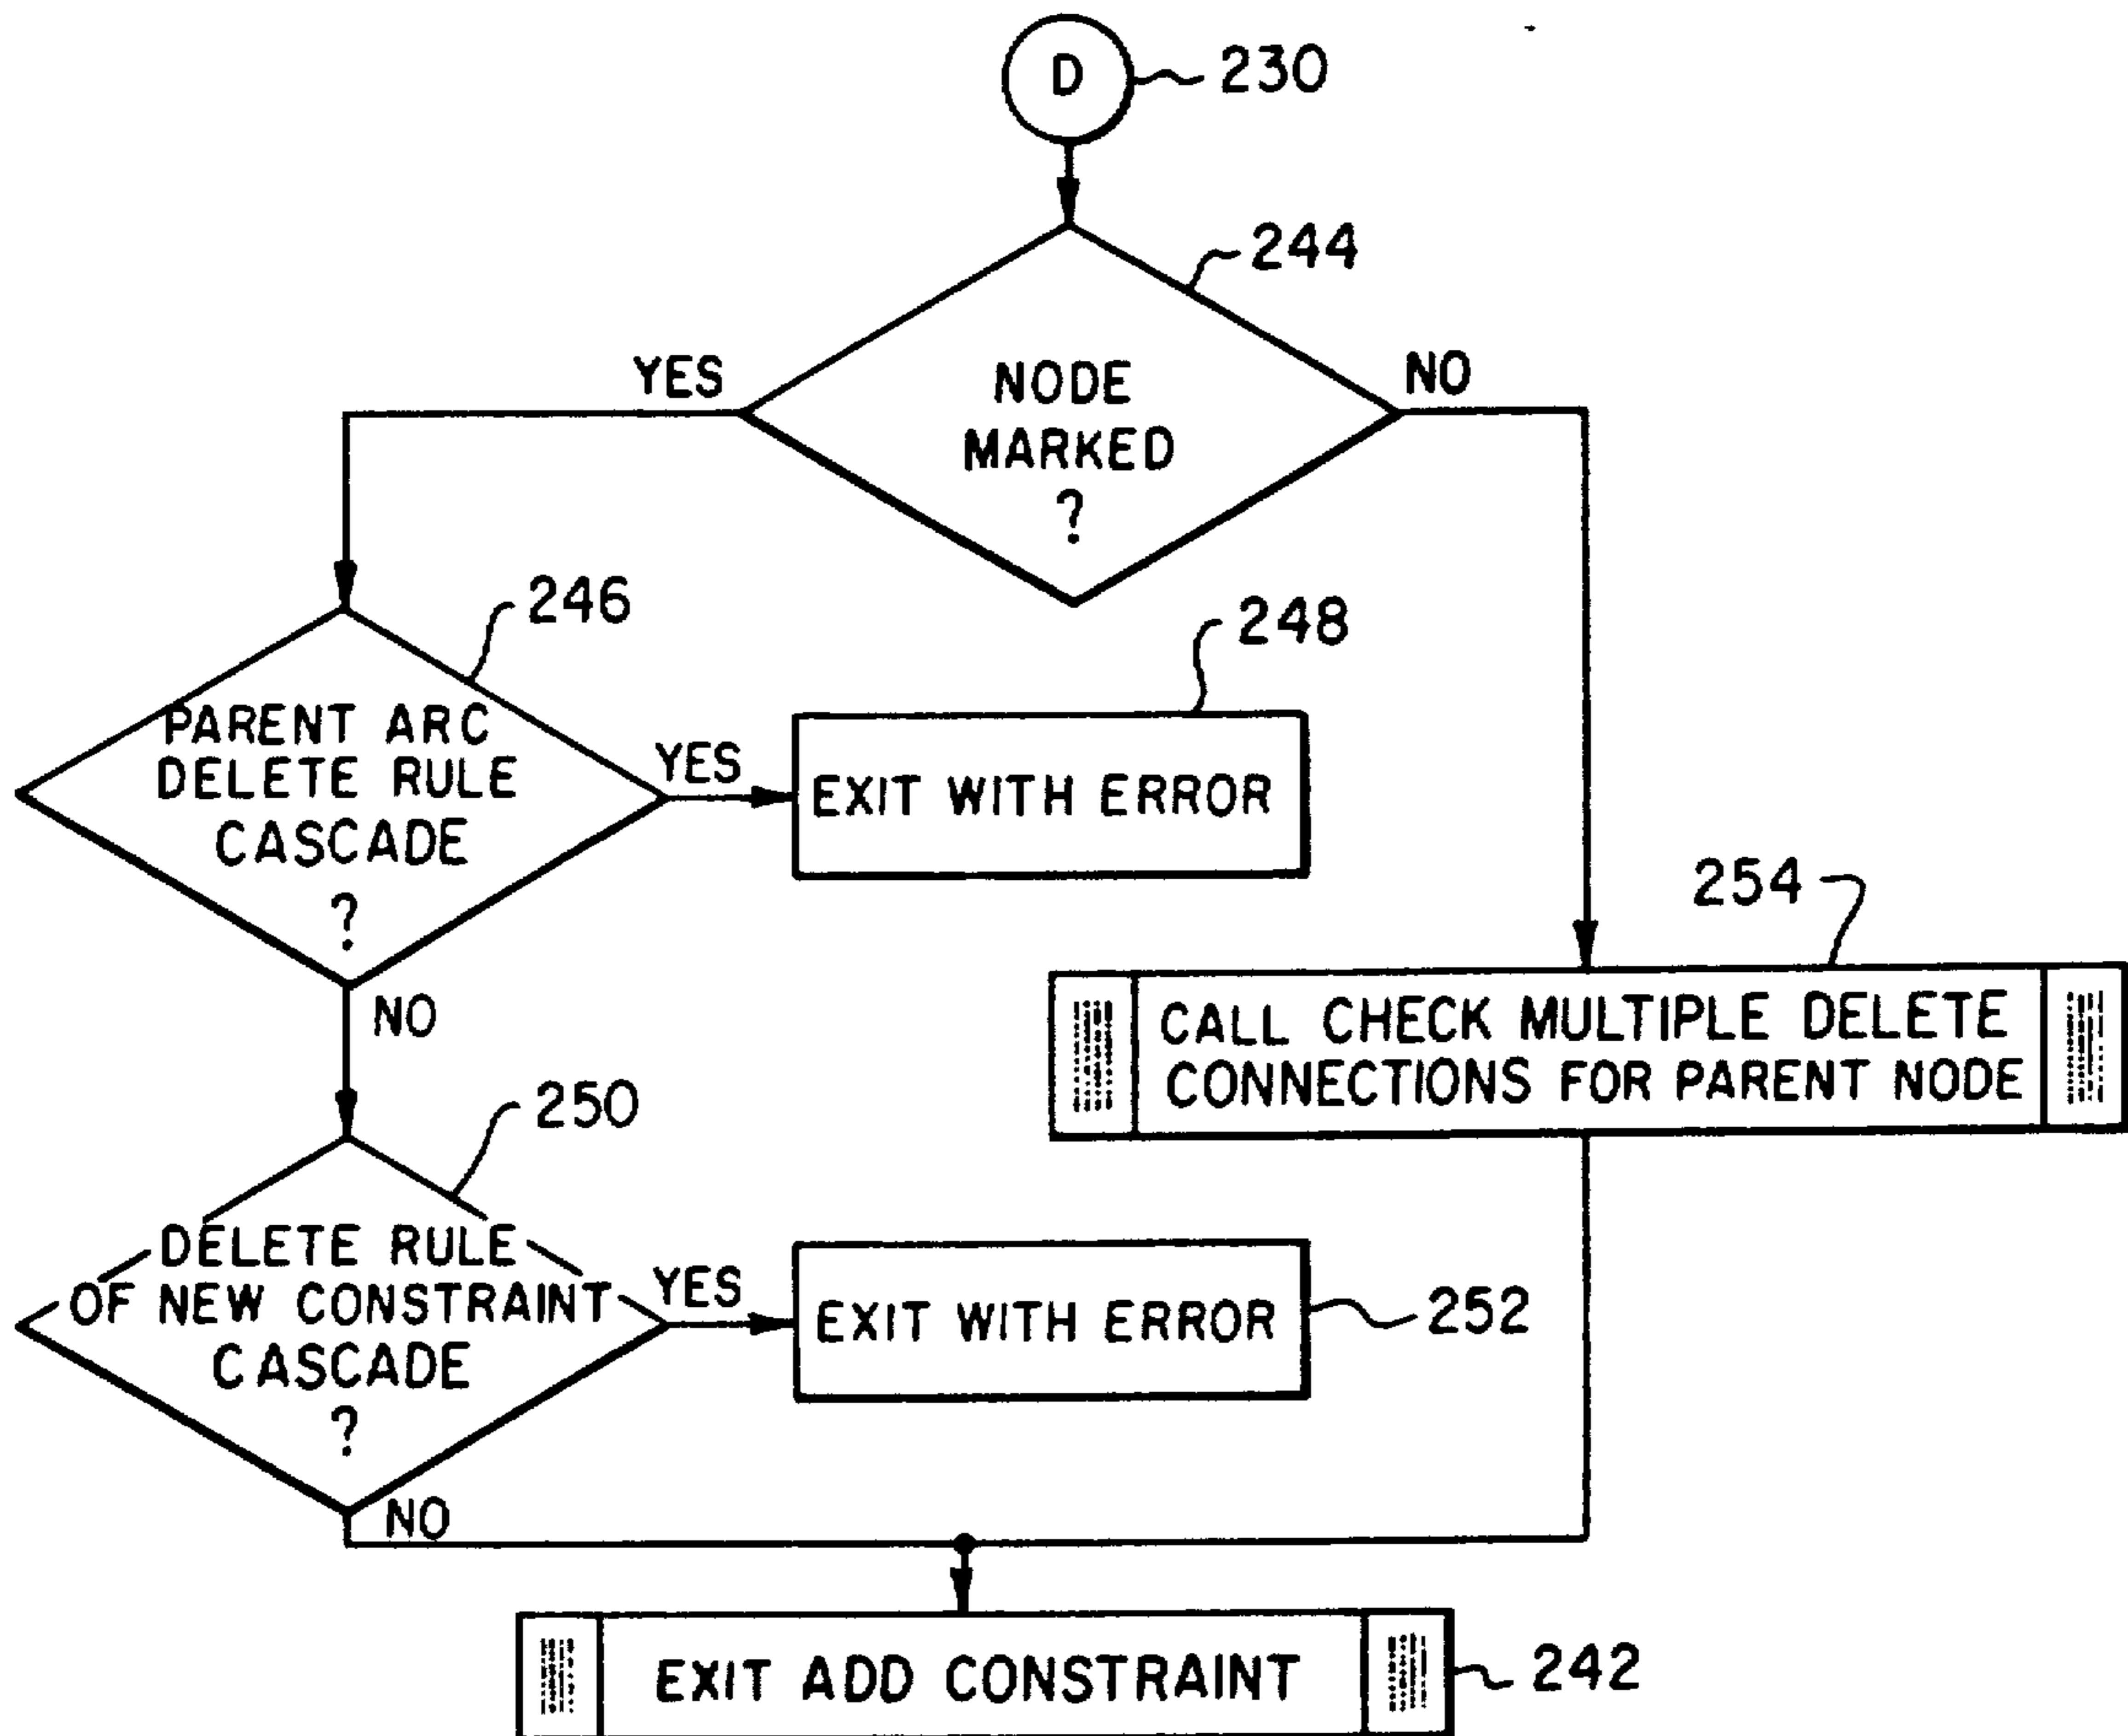 D
230
244
YES
NODE
MARKED
?
NO
246
248
PARENT ARC
DELETE RULE
CASCADE
?
YES
EXIT WITH ERROR
254
NO
CALL CHECK MULTIPLE DELETE
CONNECTIONS FOR PARENT NODE
250
DELETE RULE
OF NEW CONSTRAINT
CASCADE
?
YES
EXIT WITH ERROR
252
NO
EXIT ADD CONSTRAINT
242